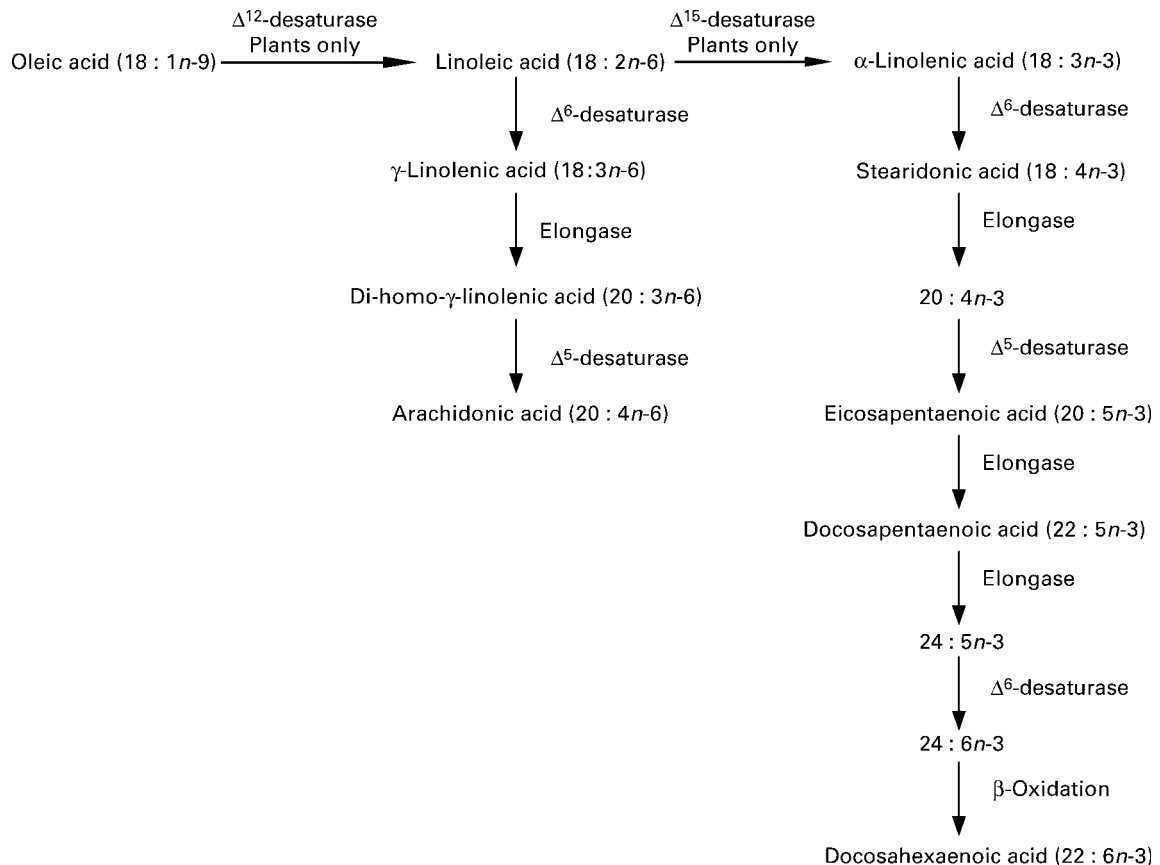 Δ12-desaturase Δ15-desaturase
Plants only Plants only
Oleic acid (18 : 1n-9) Linoleic acid (18 : 2n-6) α-Linolenic acid (18 : 3n-3)
Δ6-desaturase Δ6-desaturase
γ-Linolenic acid (18:3n-6) Stearidonic acid (18 : 4n-3)
Elongase Elongase
Di-homo-γ-linolenic acid (20 : 3n-6) 20 : 4n-3
Δ5-desaturase Δ5-desaturase
Arachidonic acid (20 : 4n-6) Eicosapentaenoic acid (20 : 5n-3)
Elongase
Docosapentaenoic acid (22 : 5n-3)
Elongase
24 : 5n-3
Δ6-desaturase
24 : 6n-3
β-Oxidation
Docosahexaenoic acid (22 : 6n-3)